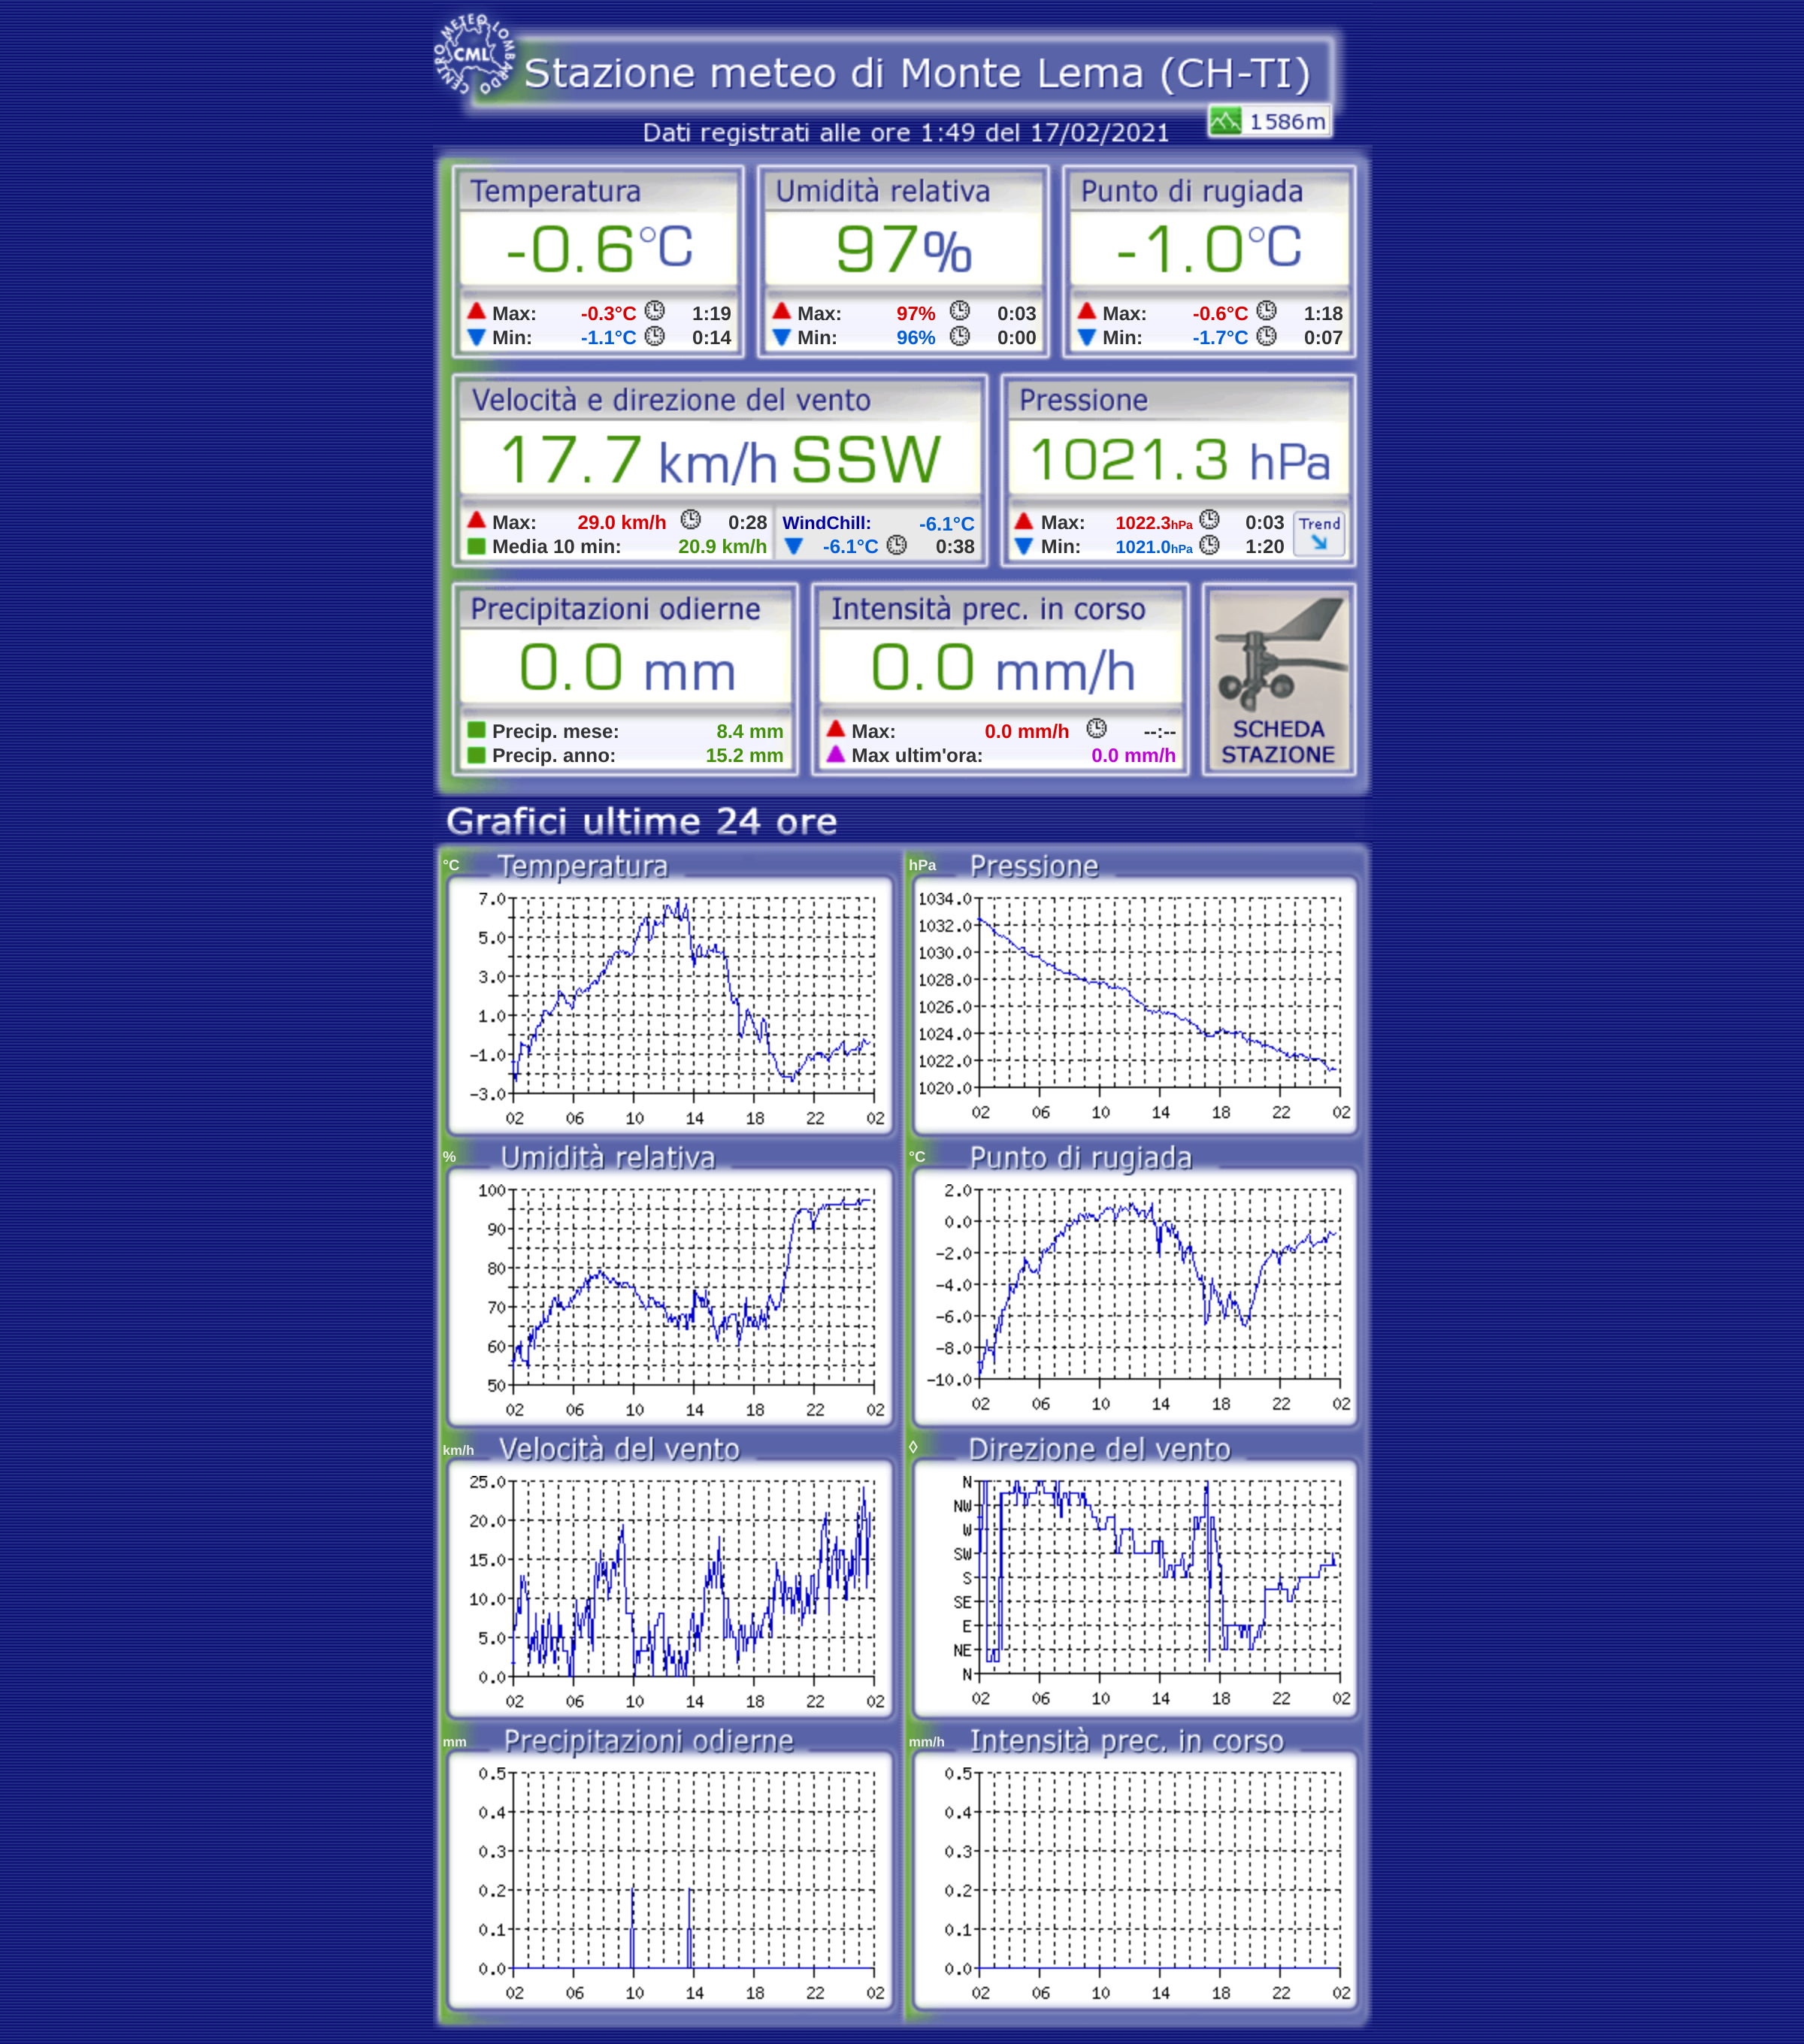 CENTRO METEO LOMBARDO
CML
Stazione meteo di Monte Lema (CH-TI)
1586m
Dati registrati alle ore 1:49 del 17/02/2021
Temperatura
-0.6°C
Max: -0.3°C 1:19
Min: -1.1°C 0:14
Umidità relativa
97%
Max: 97% 0:03
Min: 96% 0:00
Punto di rugiada
-1.0°C
Max: -0.6°C 1:18
Min: -1.7°C 0:07
Velocità e direzione del vento
17.7 km/h SSW
Max: 29.0 km/h 0:28
Media 10 min: 20.9 km/h
WindChill: -6.1°C
-6.1°C 0:38
Pressione
1021.3 hPa
Max: 1022.3hPa 0:03
Min: 1021.0hPa 1:20
Trend
Precipitazioni odierne
0.0 mm
Precip. mese: 8.4 mm
Precip. anno: 15.2 mm
Intensità prec. in corso
0.0 mm/h
Max: 0.0 mm/h --:--
Max ultim'ora: 0.0 mm/h
SCHEDA
STAZIONE
Grafici ultime 24 ore
°C Temperatura
7.0
5.0
3.0
1.0
-1.0
-3.0
02 06 10 14 18 22 02
hPa Pressione
1034.0
1032.0
1030.0
1028.0
1026.0
1024.0
1022.0
1020.0
02 06 10 14 18 22 02
% Umidità relativa
100
90
80
70
60
50
02 06 10 14 18 22 02
°C Punto di rugiada
2.0
0.0
-2.0
-4.0
-6.0
-8.0
-10.0
02 06 10 14 18 22 02
km/h Velocità del vento
25.0
20.0
15.0
10.0
5.0
0.0
02 06 10 14 18 22 02
◊ Direzione del vento
N
NW
W
SW
S
SE
E
NE
N
02 06 10 14 18 22 02
mm Precipitazioni odierne
0.5
0.4
0.3
0.2
0.1
0.0
02 06 10 14 18 22 02
mm/h Intensità prec. in corso
0.5
0.4
0.3
0.2
0.1
0.0
02 06 10 14 18 22 02